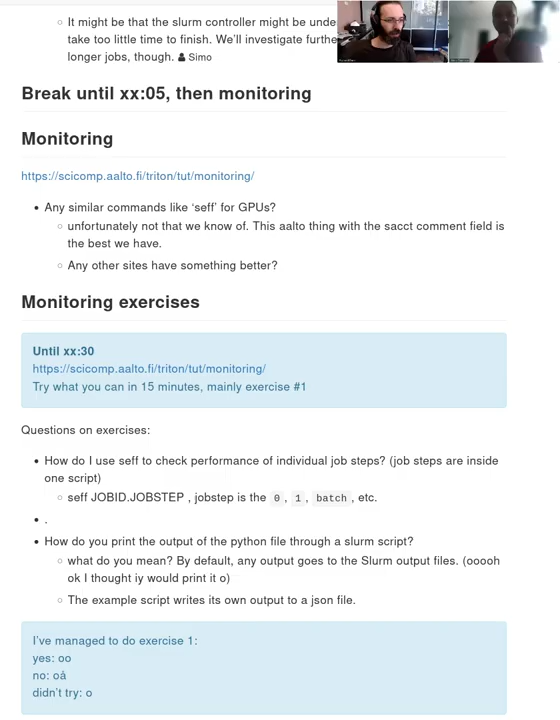 It might be that the slurm controller might be unde
take too little time to finish. We'll investigate furthe
longer jobs, though. Simo
Break until xx:05, then monitoring
Monitoring
https://scicomp.aalto.fi/triton/tut/monitoring/
Any similar commands like ‘seff’ for GPUs?
unfortunately not that we know of. This aalto thing with the sacct comment field is
the best we have.
Any other sites have something better?
Monitoring exercises
Until xx:30
https://scicomp.aalto.fi/triton/tut/monitoring/
Try what you can in 15 minutes, mainly exercise #1
Questions on exercises:
How do I use seff to check performance of individual job steps? (job steps are inside
one script)
seff JOBID.JOBSTEP , jobstep is the 0 , 1 , batch , etc.
.
How do you print the output of the python file through a slurm script?
what do you mean? By default, any output goes to the Slurm output files. (ooooh
ok I thought iy would print it o)
The example script writes its own output to a json file.
I've managed to do exercise 1:
yes: oo
no: oå
didn't try: o